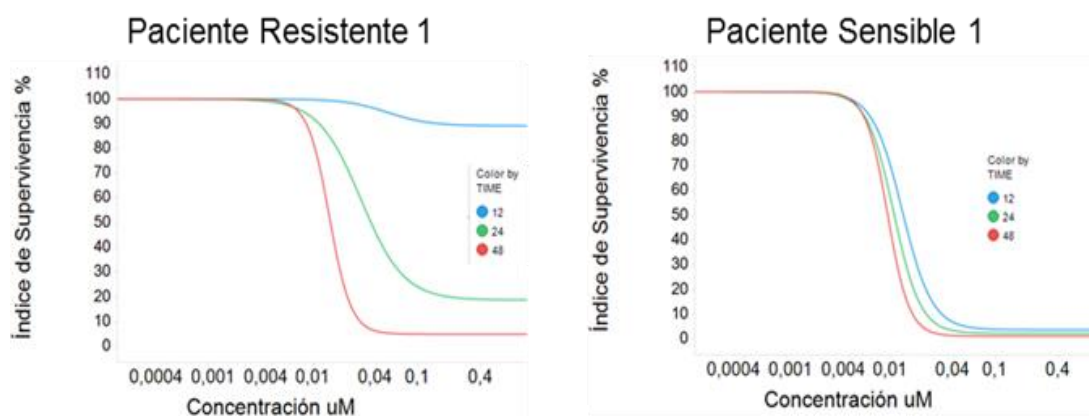 Paciente Resistente 1
Índice de Supervivencia %
110
100
90
80
70
60
50
40
30
20
10
0
Color by
TIME
12
24
48
0,0004 0,001 0,004 0,01 0,04 0,1 0,4
Concentración uM
Paciente Sensible 1
Índice de Supervivencia %
110
100
90
80
70
60
50
40
30
20
10
0
Color by
TIME
12
24
48
0,0004 0,001 0,004 0,01 0,04 0,1 0,4
Concentración uM